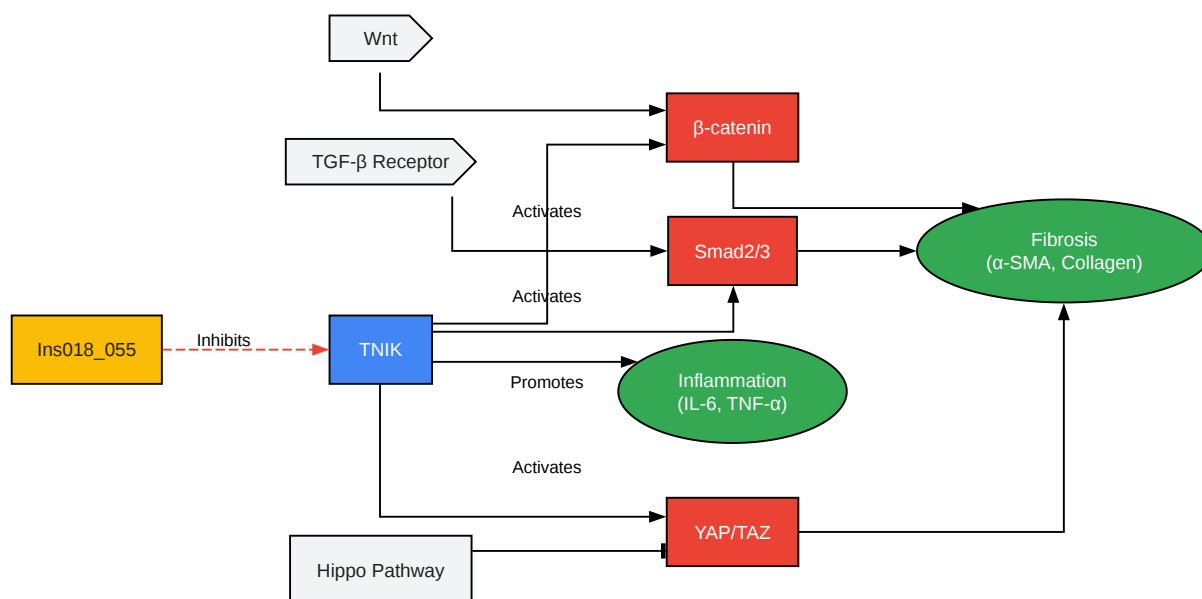 Wnt
β-catenin
TGF-β Receptor
Activates
Smad2/3
Fibrosis
(α-SMA, Collagen)
Activates
Ins018_055
Inhibits
TNIK
Promotes
Inflammation
(IL-6, TNF-α)
Activates
YAP/TAZ
Hippo Pathway